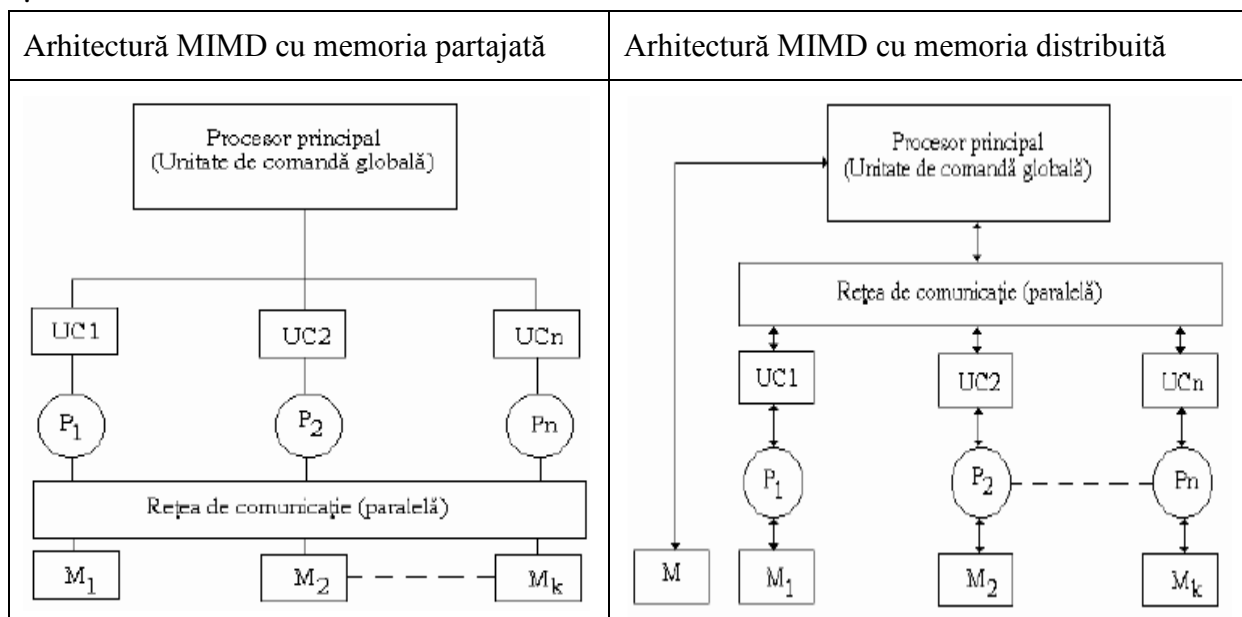 Arhitectură MIMD cu memoria partajată
Arhitectură MIMD cu memoria distribuită
Procesor principal
(Unitate de comandă globală)
UC1
UC2
UCn
P1
P2
Pn
Rețea de comunicație (paralelă)
M1
M2
Mk
Procesor principal
(Unitate de comandă globală)
Rețea de comunicație (paralelă)
UC1
UC2
UCn
P1
P2
Pn
M
M1
M2
Mk